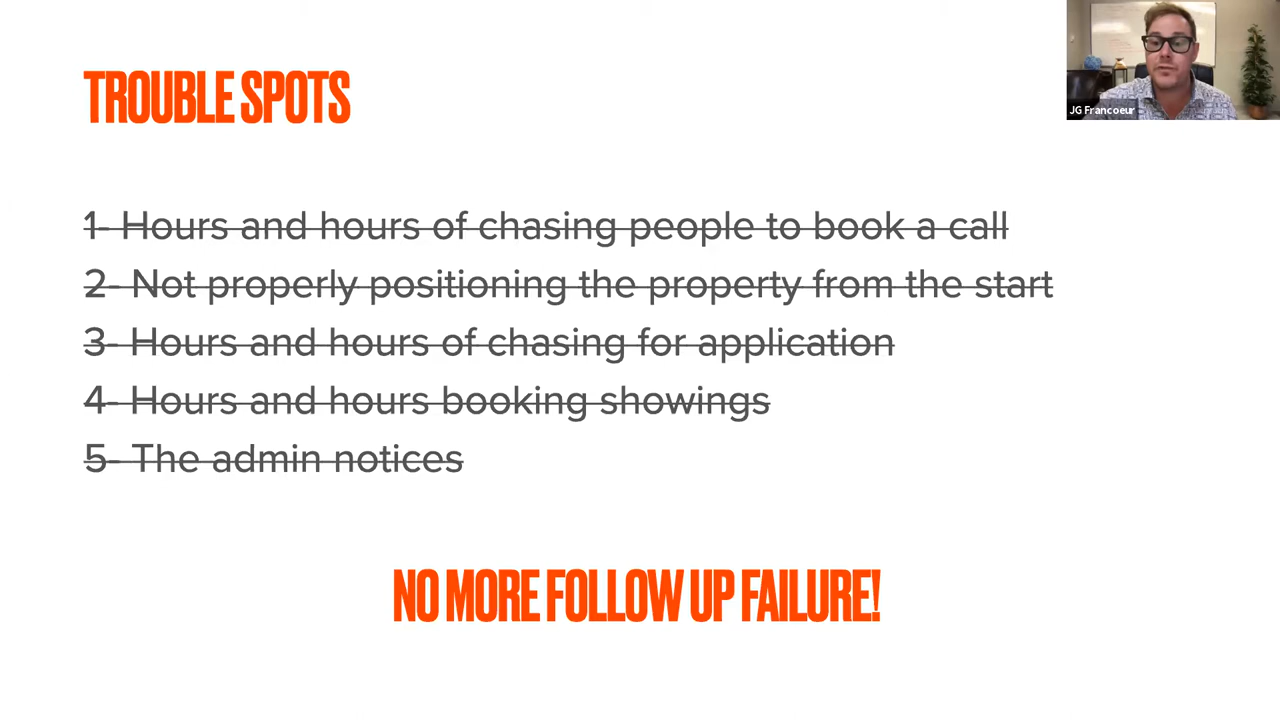 TROUBLE SPOTS
JG Francoeur
1- Hours and hours of chasing people to book a call
2- Not properly positioning the property from the start
3- Hours and hours of chasing for application
4- Hours and hours booking showings
5- The admin notices
NO MORE FOLLOW UP FAILURE!